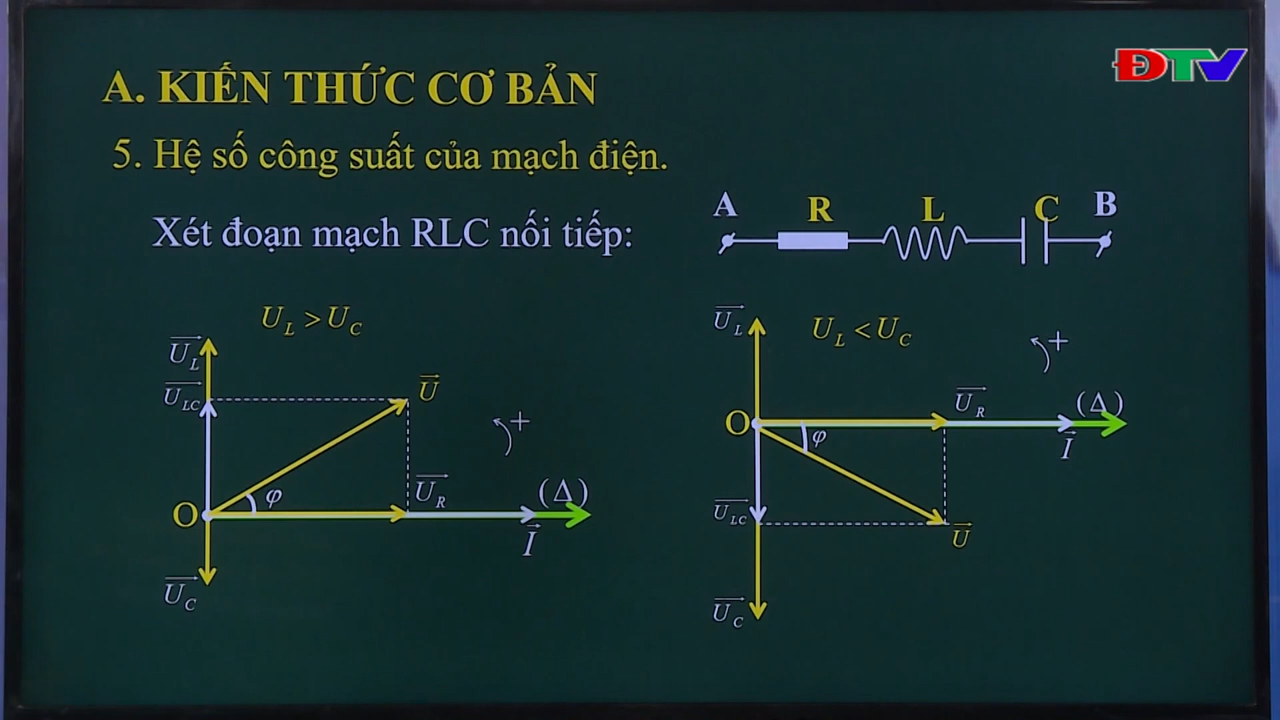 ĐTV
A. KIẾN THỨC CƠ BẢN
5. Hệ số công suất của mạch điện.
Xét đoạn mạch RLC nối tiếp:
A R L C B
U_L > U_C
U_L
U_LC
U
+
O
φ
U_R
(Δ)
I
U_C
U_L
U_L < U_C
+
O
φ
U_R
(Δ)
I
U_LC
U
U_C